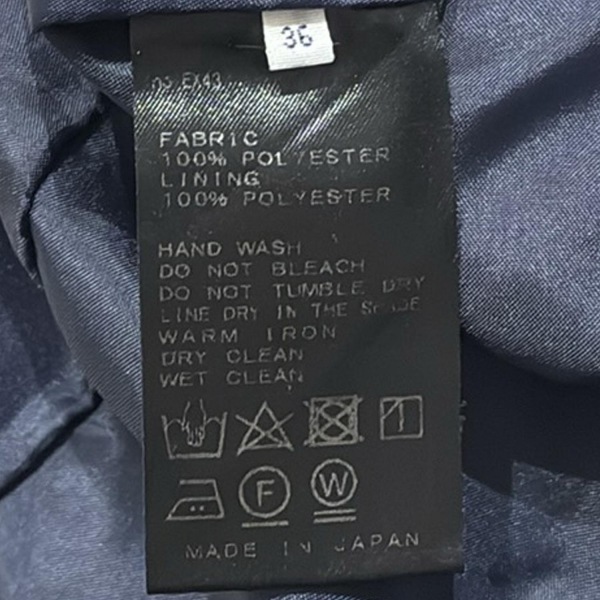 36
FABRIC
100% POLYESTER
LINING
100% POLYESTER
HAND WASH
DO NOT BLEACH
DO NOT TUMBLE DRY
LINE DRY IN THE SHADE
WARM IRON
DRY CLEAN
WET CLEAN
F
W
MADE IN JAPAN